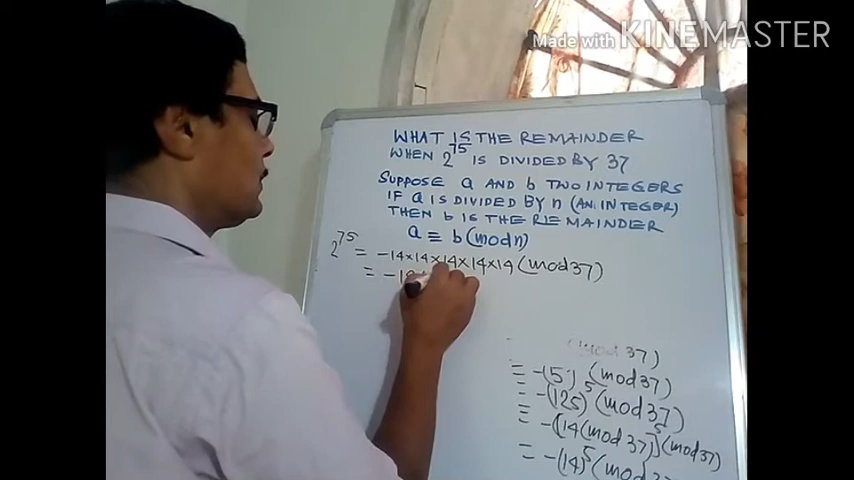 Made with KINEMASTER
WHAT IS THE REMAINDER
WHEN 2^75 IS DIVIDED BY 37
SUPPOSE a AND b TWO INTEGERS
IF a IS DIVIDED BY n (AN INTEGER)
THEN b IS THE REMAINDER
a ≡ b (mod n)
2^75 = -14×14×14×14×14 (mod 37)
= -1
(mod 37)
= -(5 ) (mod 37)
= -(125)^5 (mod 37)
= -(14 (mod 37))^5 (mod 37)
= -(14)^5 (mod 37